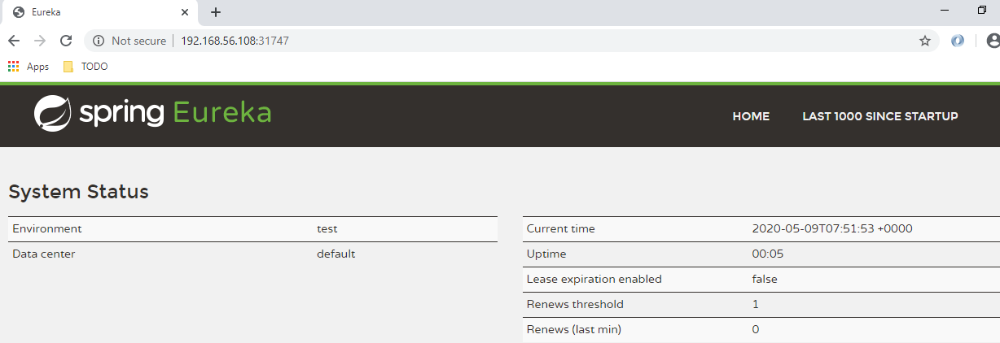 Eureka
Not secure | 192.168.56.108:31747
Apps TODO
spring Eureka HOME LAST 1000 SINCE STARTUP
System Status
Environment test
Data center default
Current time 2020-05-09T07:51:53 +0000
Uptime 00:05
Lease expiration enabled false
Renews threshold 1
Renews (last min) 0